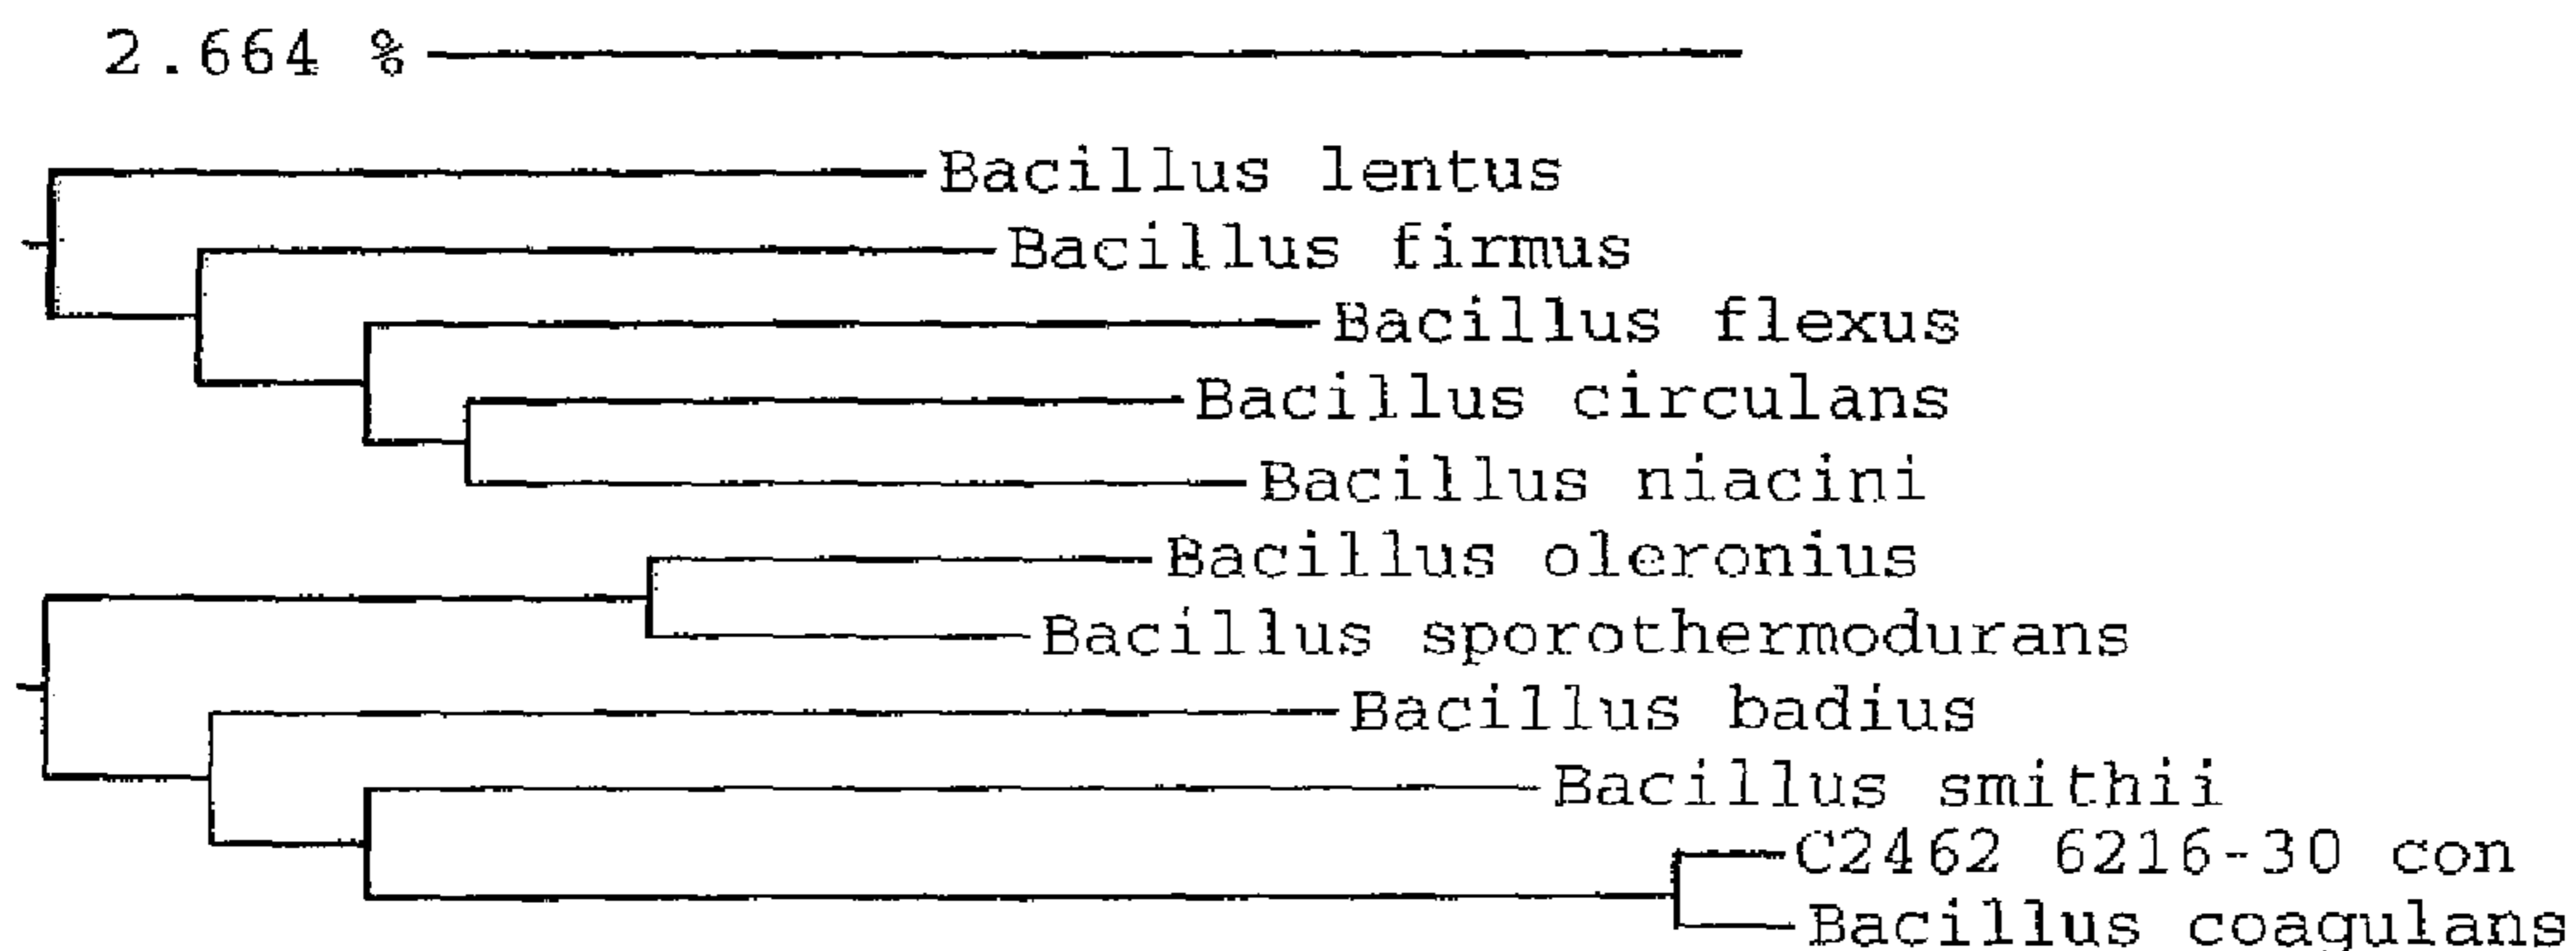 2.664 %
Bacillus lentus
Bacillus firmus
Bacillus flexus
Bacillus circulans
Bacillus niacini
Bacillus oleronius
Bacillus sporothermodurans
Bacillus badius
Bacillus smithii
C2462 6216-30 con
Bacillus coagulans